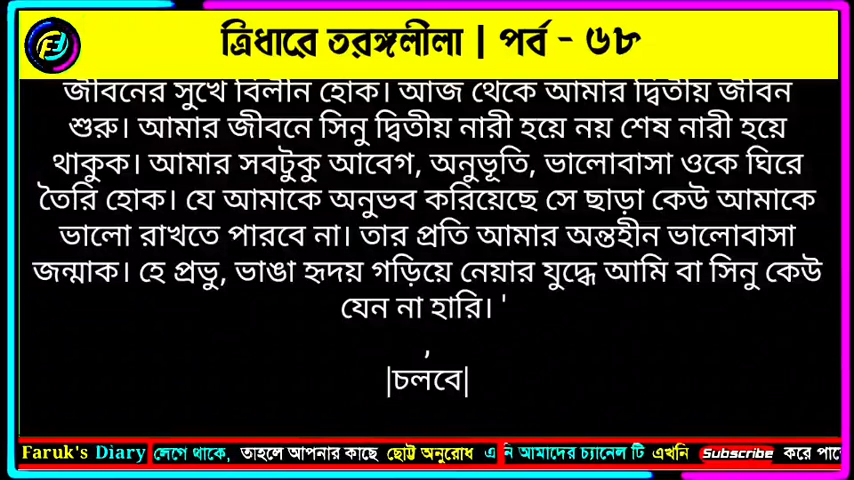 ত্রিধারে তরঙ্গলীলা | পর্ব - ৬৮
জীবনের সুখে বিলীন হোক। আজ থেকে আমার দ্বিতীয় জীবন
শুরু। আমার জীবনে সিনু দ্বিতীয় নারী হয়ে নয় শেষ নারী হয়ে
থাকুক। আমার সবটুকু আবেগ, অনুভূতি, ভালোবাসা ওকে ঘিরে
তৈরি হোক। যে আমাকে অনুভব করিয়েছে সে ছাড়া কেউ আমাকে
ভালো রাখতে পারবে না। তার প্রতি আমার অন্তহীন ভালোবাসা
জন্মাক। হে প্রভু, ভাঙা হৃদয় গড়িয়ে নেয়ার যুদ্ধে আমি বা সিনু কেউ
যেন না হারি। '
,
|চলবে|
Faruk's Diary লেগে থাকে, তাহলে আপনার কাছে ছোট্ট অনুরোধ এনি আমাদের চ্যানেল টি এখনি Subscribe করে